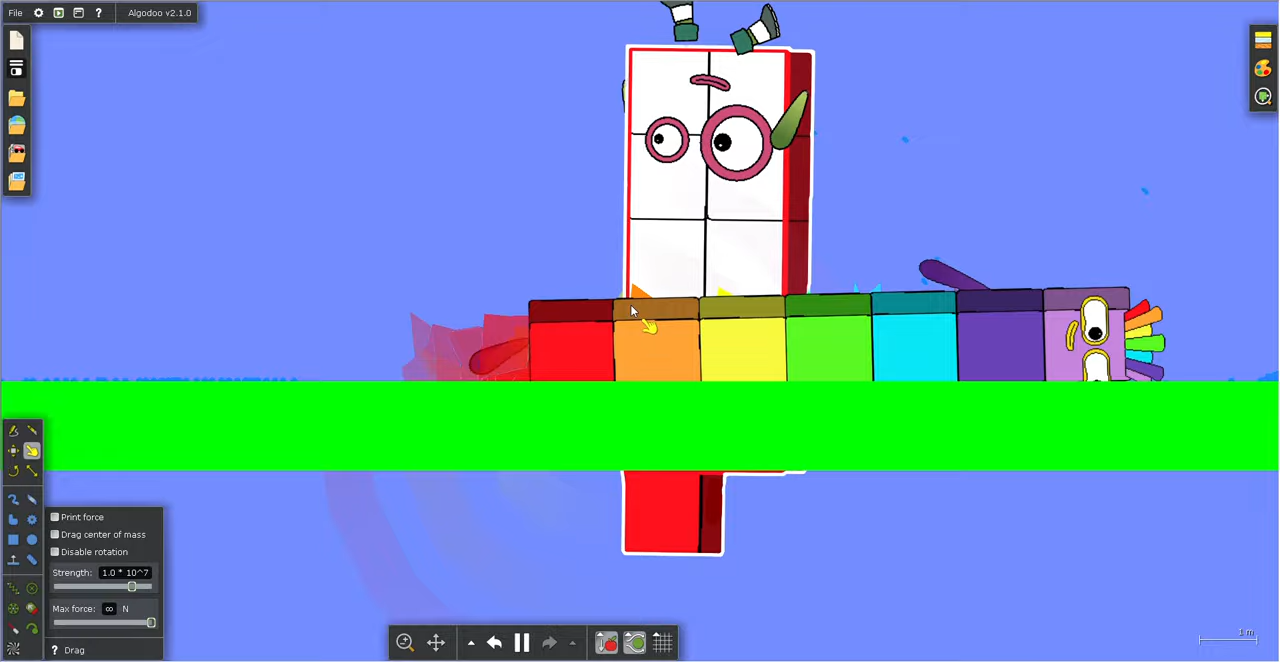 File
?
Algodoo v2.1.0
Print force
Drag center of mass
Disable rotation
Strength: 1.0 * 10^7
Max force: ∞ N
? Drag
1 m